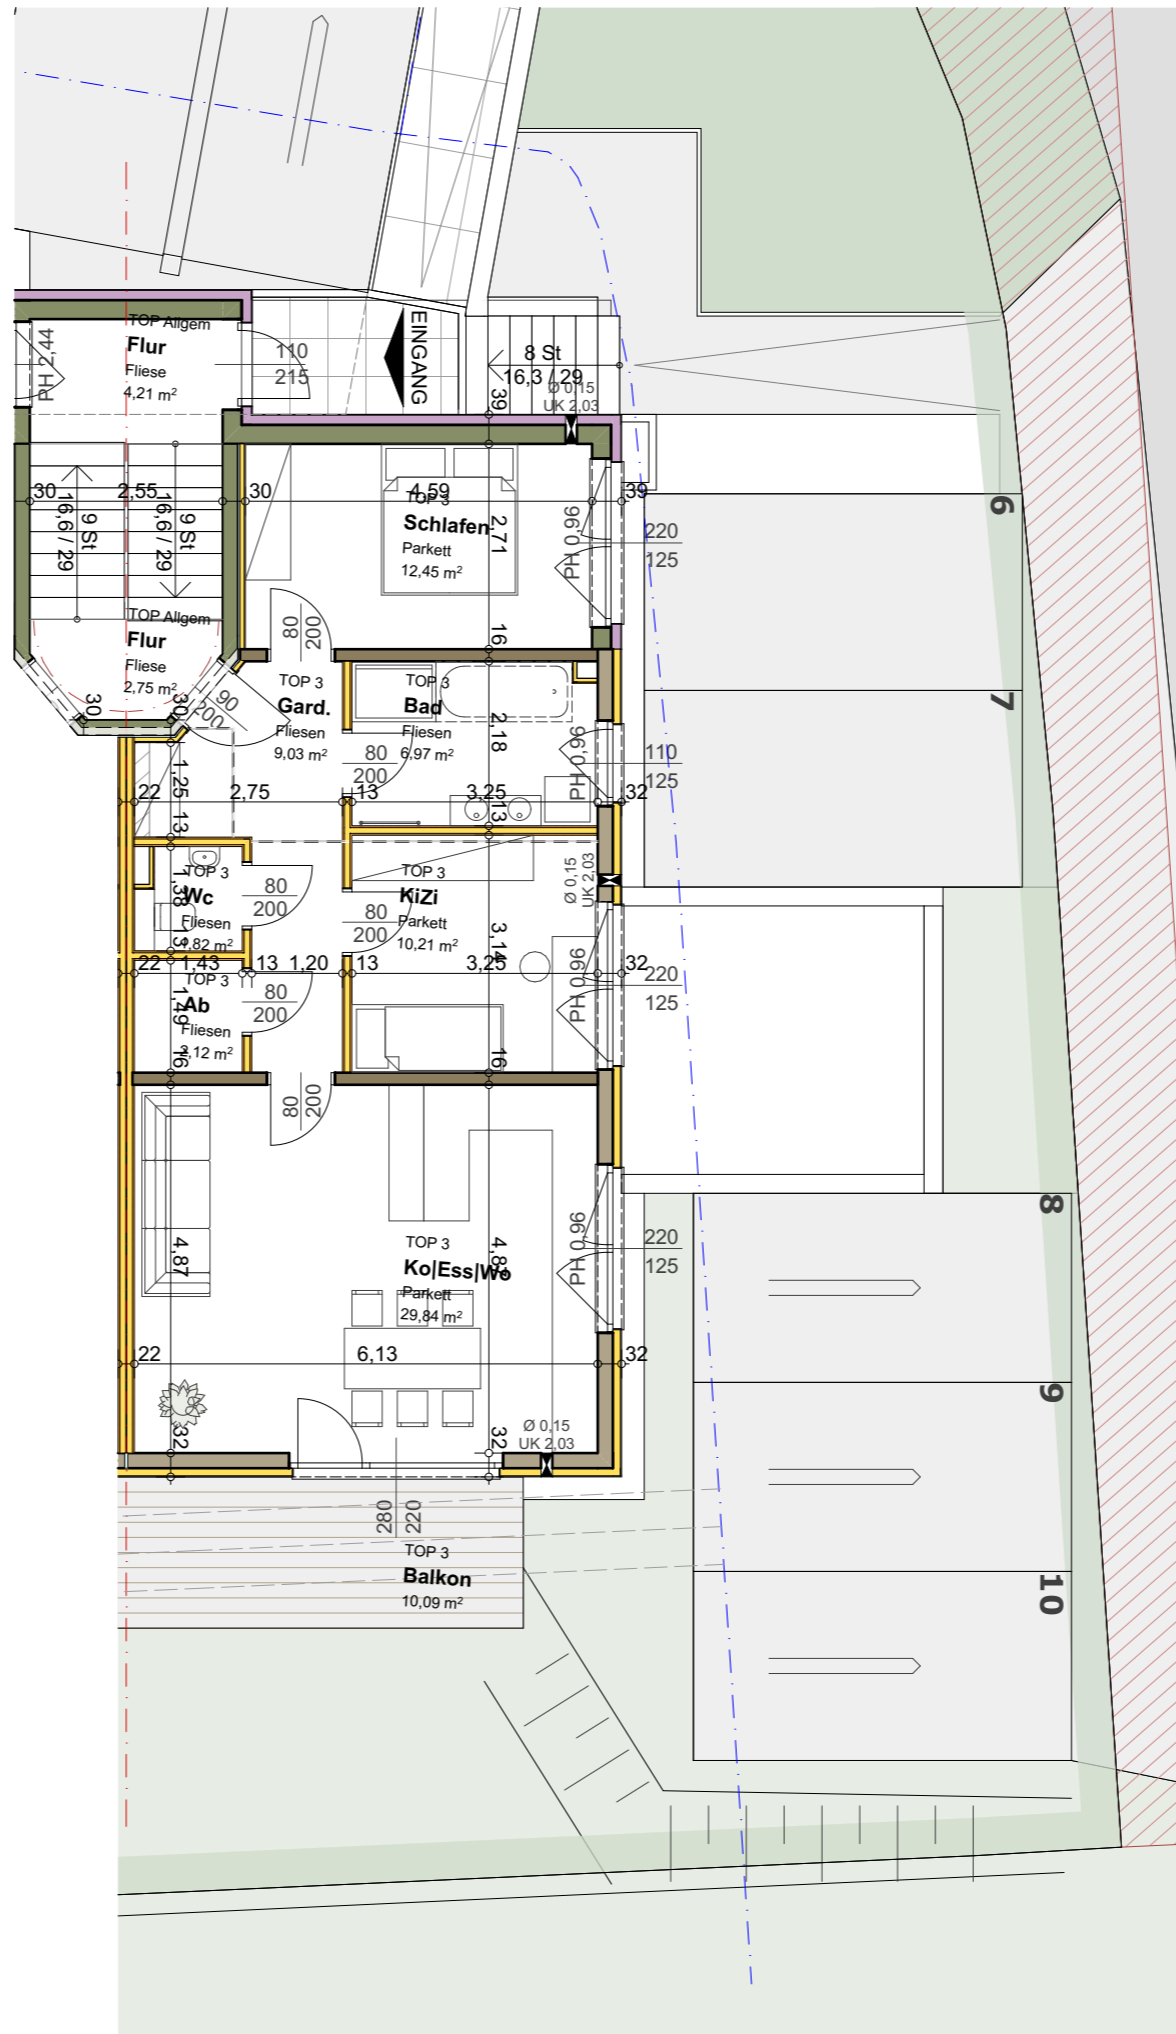 TOP Allgem
Flur
Fliese
4,21 m²
PH 2,44
110
215
EINGANG
8 St
16,3 / 29
Ø 0,15
UK 2,03
39
30
2,55
30
4,59
39
9 St
16,6 / 29
9 St
16,6 / 29
TOP 3
Schlafen
Parkett
12,45 m²
2,71
PH 0,96
220
125
6
16
80
200
TOP Allgem
Flur
Fliese
2,75 m²
30
30
90
200
TOP 3
Gard.
Fliesen
9,03 m²
TOP 3
Bad
Fliesen
6,97 m²
2,18
PH 0,96
110
125
7
80
200
1,25
22
2,75
13
3,25
32
13
13
TOP 3
Wc
Fliesen
1,82 m²
1,38
13
80
200
TOP 3
KiZi
Parkett
10,21 m²
80
200
Ø 0,15
UK 2,03
3,14
22
1,43
13
1,20
13
3,25
32
PH 0,96
220
125
TOP 3
Ab
Fliesen
2,12 m²
1,49
16
80
200
16
80
200
8
TOP 3
Ko|Ess|Wo
Parkett
29,84 m²
4,87
4,87
PH 0,96
220
125
22
6,13
32
9
32
32
Ø 0,15
UK 2,03
280
220
TOP 3
Balkon
10,09 m²
10